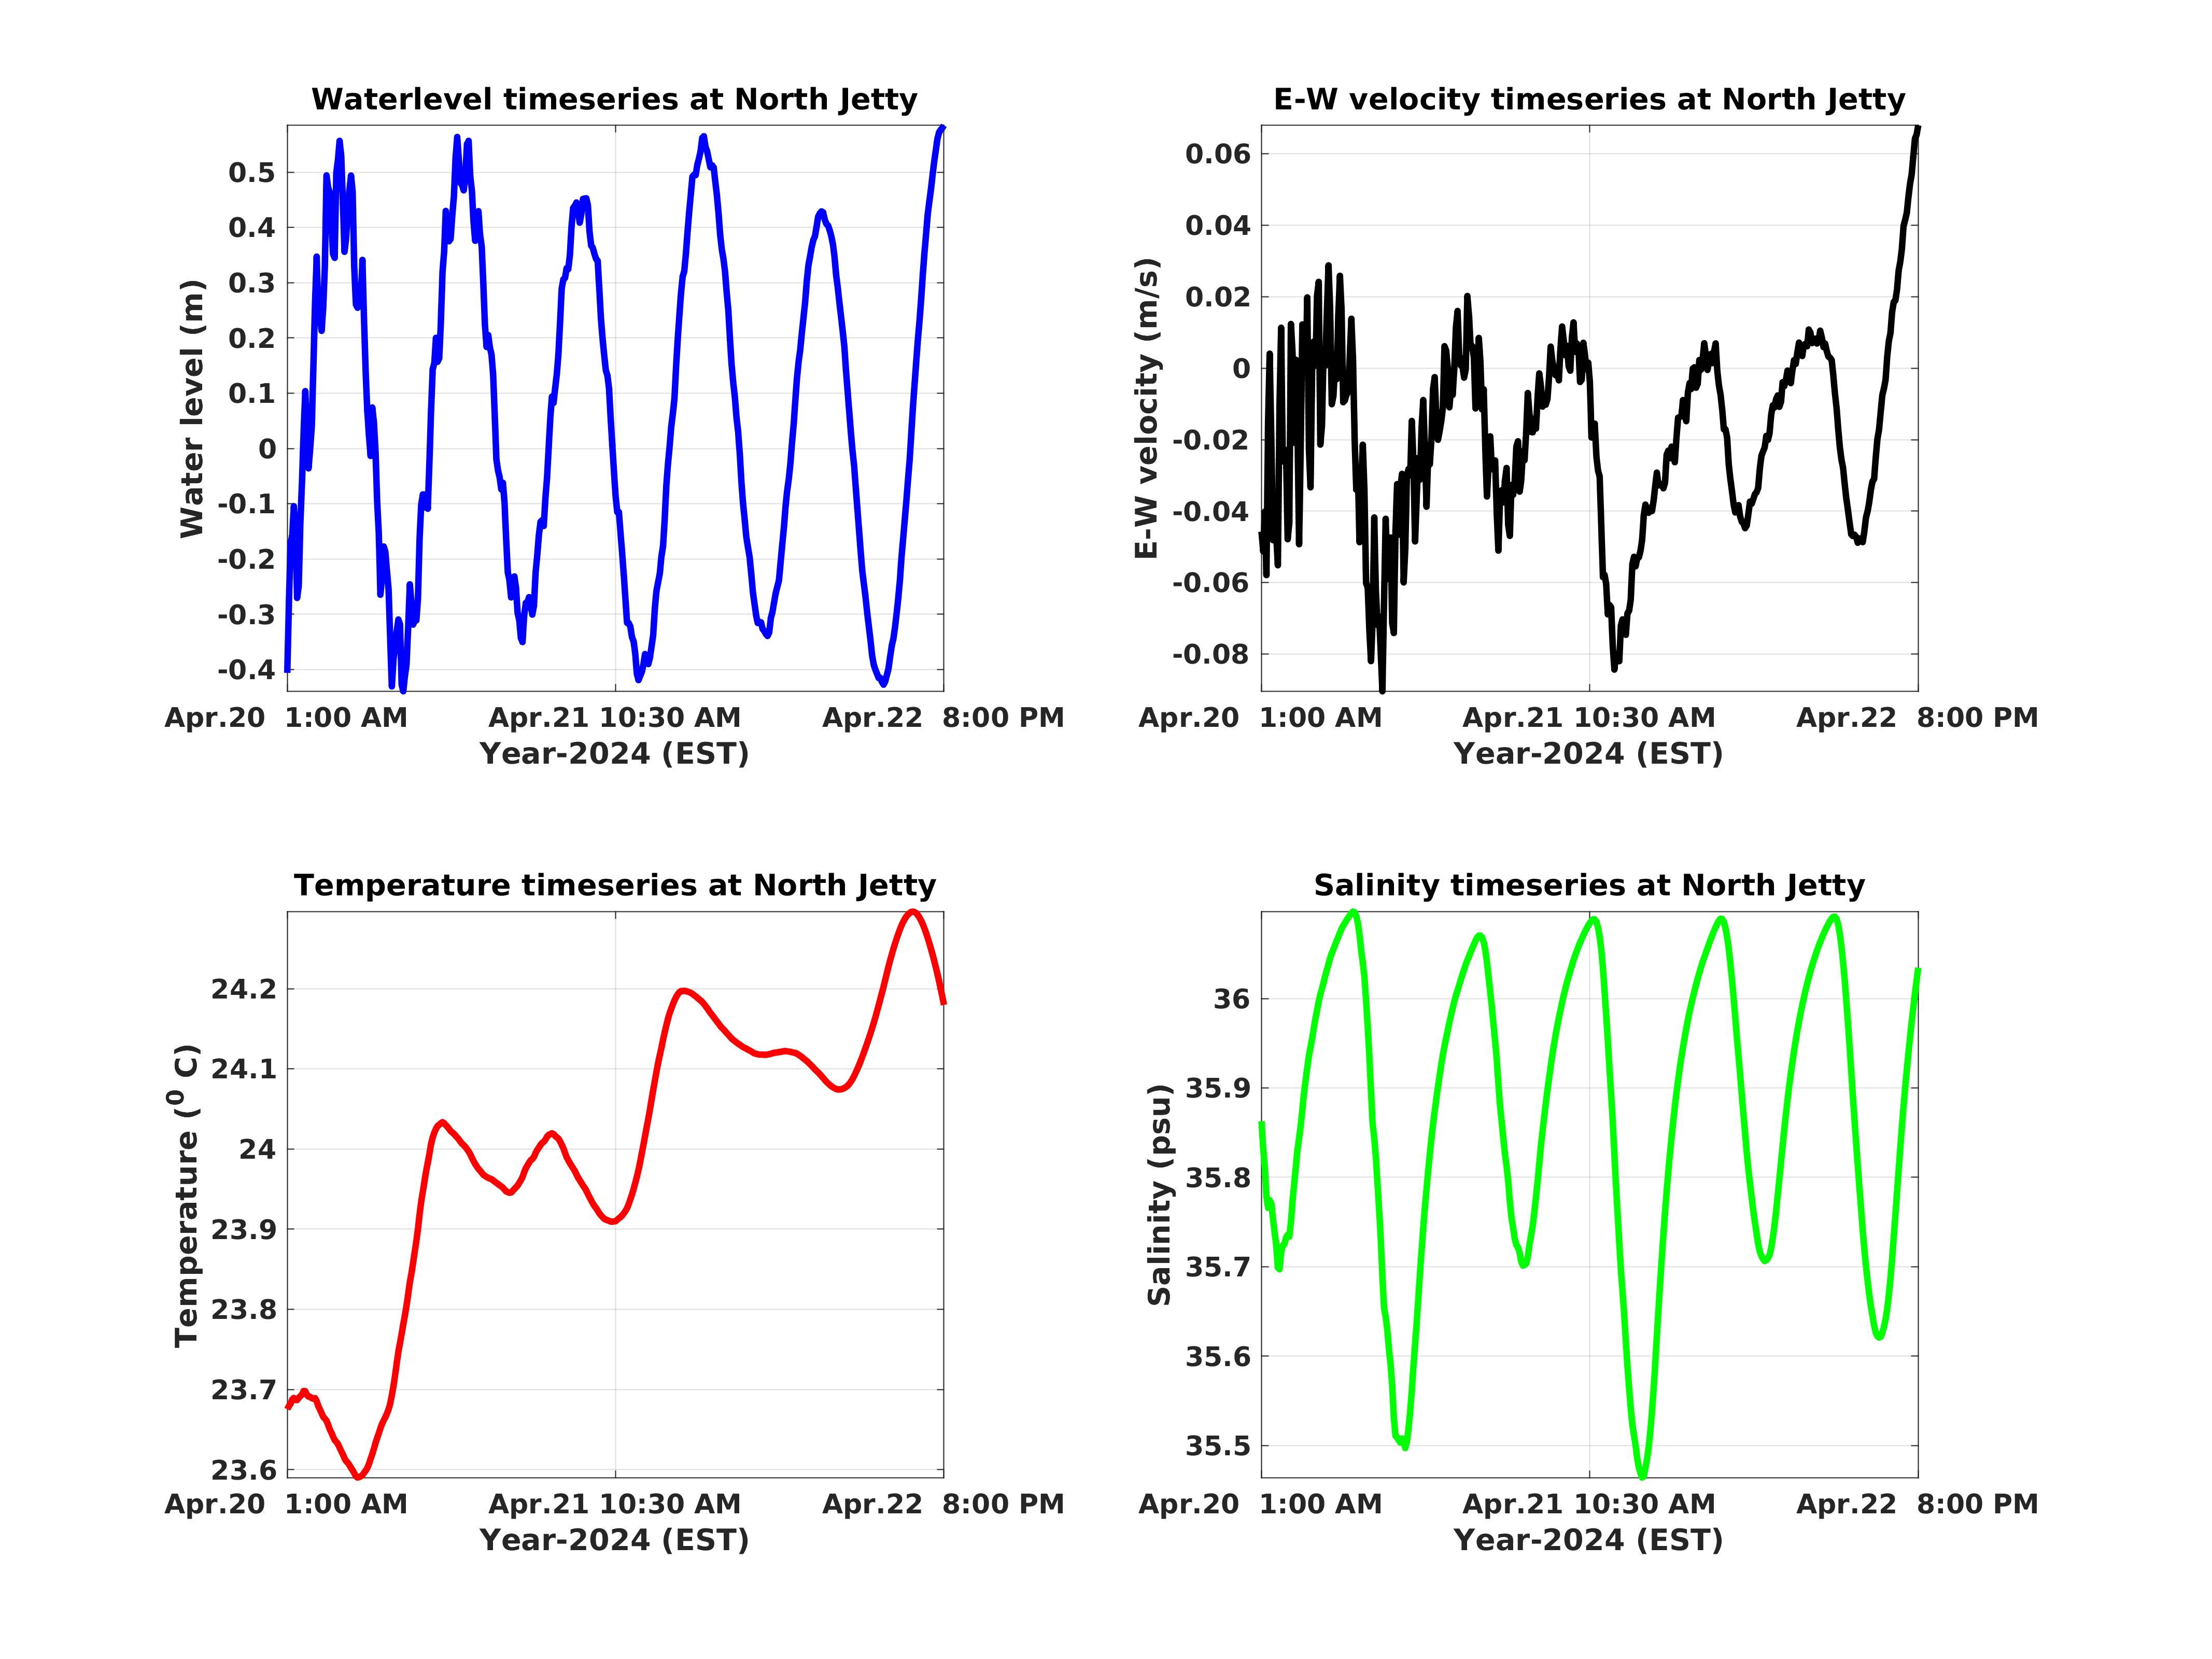 Waterlevel timeseries at North Jetty
0.5
0.4
0.3
0.2
0.1
0
-0.1
-0.2
-0.3
-0.4
Water level (m)
Apr.20 1:00 AM Apr.21 10:30 AM Apr.22 8:00 PM
Year-2024 (EST)
E-W velocity timeseries at North Jetty
0.06
0.04
0.02
0
-0.02
-0.04
-0.06
-0.08
E-W velocity (m/s)
Apr.20 1:00 AM Apr.21 10:30 AM Apr.22 8:00 PM
Year-2024 (EST)
Temperature timeseries at North Jetty
24.2
24.1
24
23.9
23.8
23.7
23.6
Temperature (⁰ C)
Apr.20 1:00 AM Apr.21 10:30 AM Apr.22 8:00 PM
Year-2024 (EST)
Salinity timeseries at North Jetty
36
35.9
35.8
35.7
35.6
35.5
Salinity (psu)
Apr.20 1:00 AM Apr.21 10:30 AM Apr.22 8:00 PM
Year-2024 (EST)